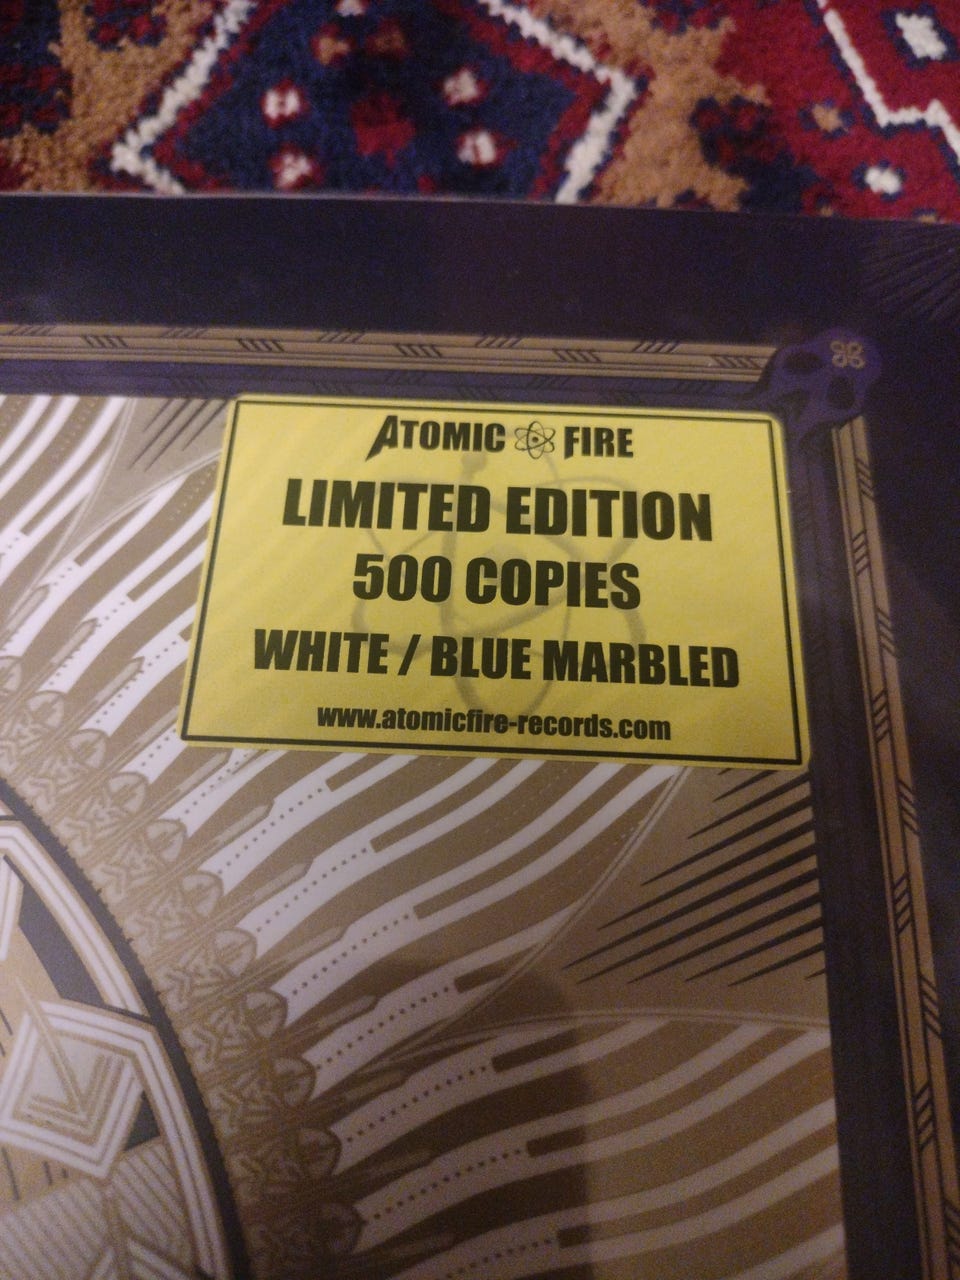 ATOMIC FIRE
LIMITED EDITION
500 COPIES
WHITE / BLUE MARBLED
www.atomicfire-records.com